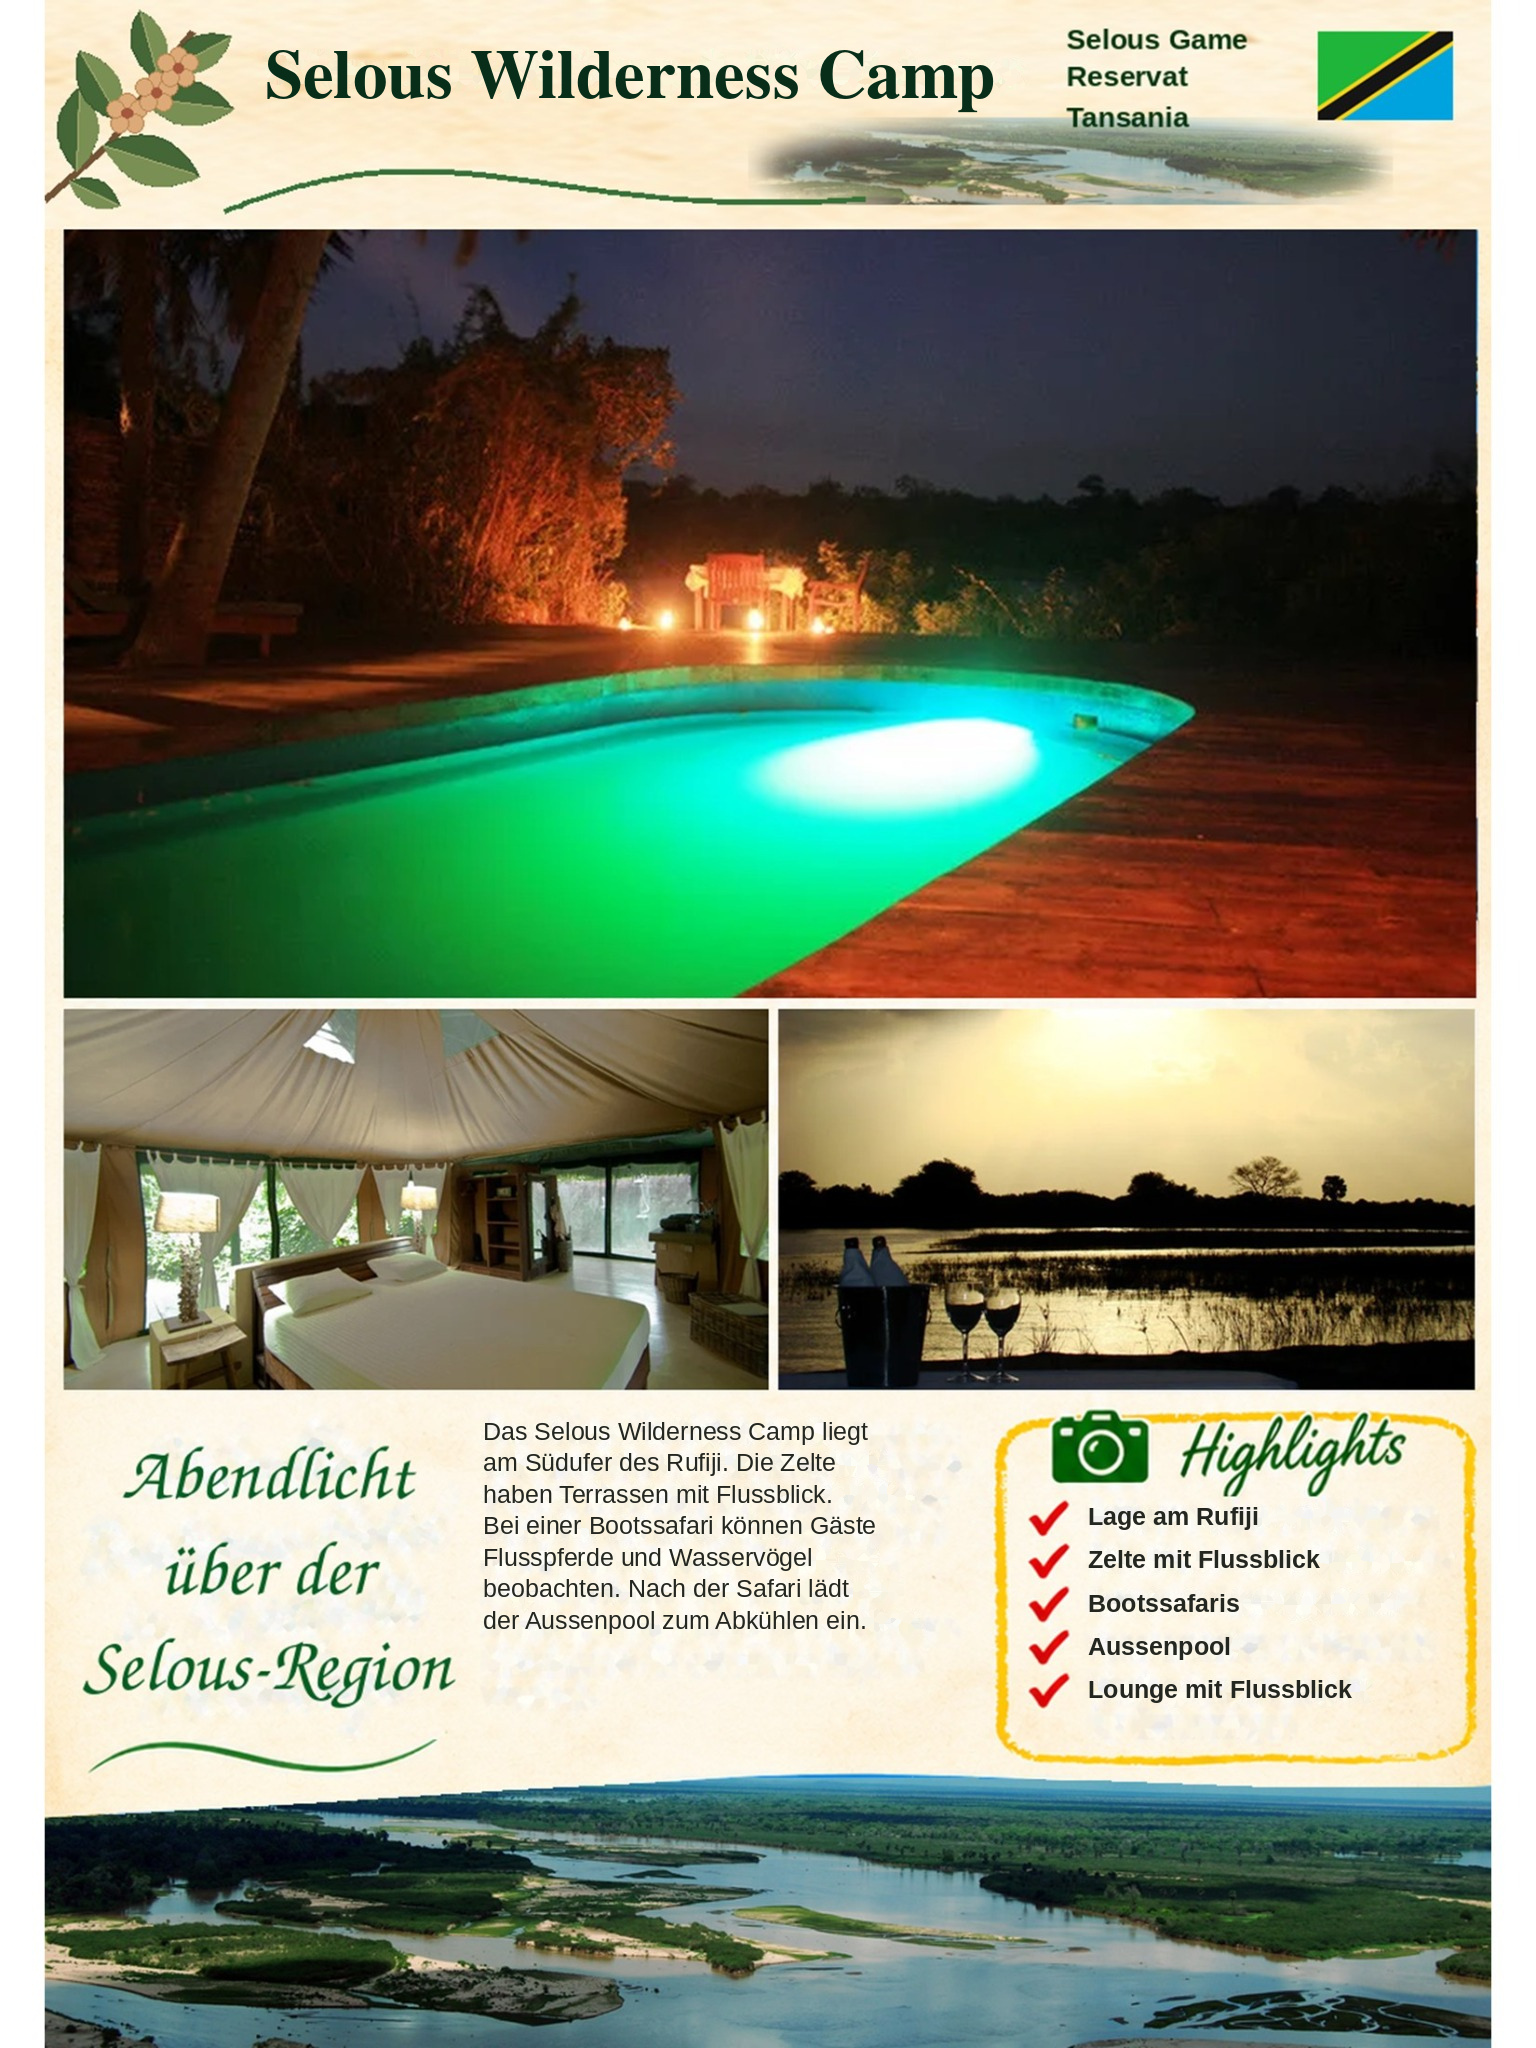 Selous Wilderness Camp
Selous Game
Reservat
Tansania
Abendlicht
über der
Selous-Region
Das Selous Wilderness Camp liegt
am Südufer des Rufiji. Die Zelte
haben Terrassen mit Flussblick.
Bei einer Bootssafari können Gäste
Flusspferde und Wasservögel
beobachten. Nach der Safari lädt
der Aussenpool zum Abkühlen ein.
Highlights
Lage am Rufiji
Zelte mit Flussblick
Bootssafaris
Aussenpool
Lounge mit Flussblick